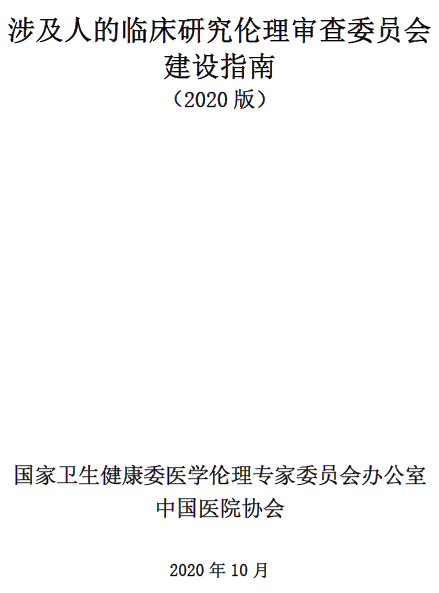 涉及人的临床研究伦理审查委员会
建设指南
（2020 版）
国家卫生健康委医学伦理专家委员会办公室
中国医院协会
2020 年 10 月